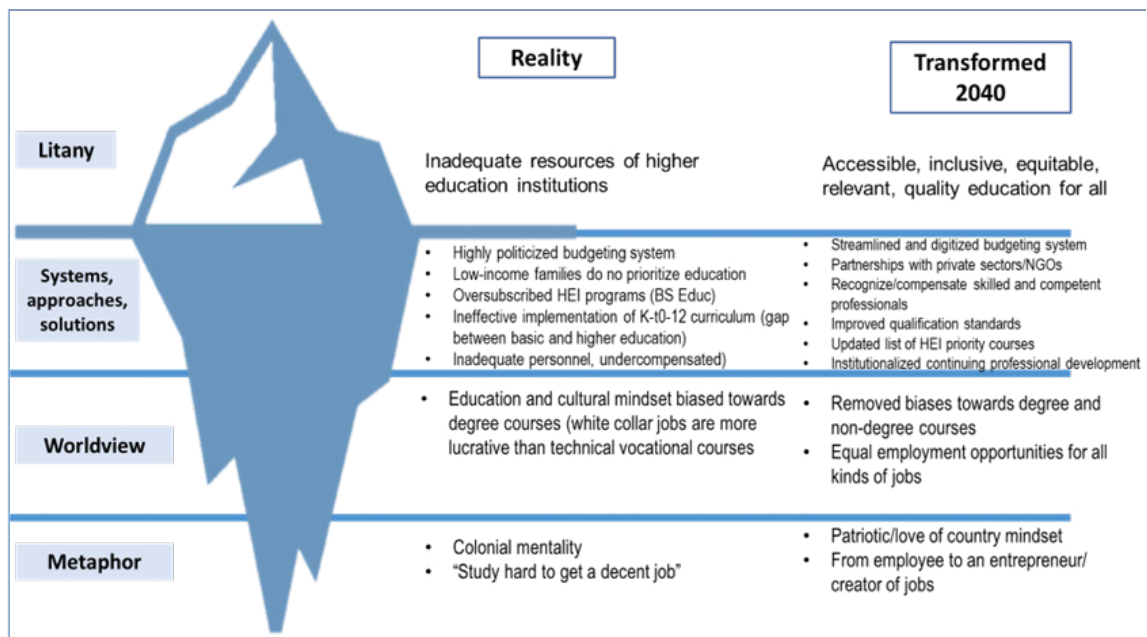 Reality
Transformed
2040
Litany
Inadequate resources of higher
education institutions
Accessible, inclusive, equitable,
relevant, quality education for all
Systems,
approaches,
solutions
• Highly politicized budgeting system
• Low-income families do no prioritize education
• Oversubscribed HEI programs (BS Educ)
• Ineffective implementation of K-t0-12 curriculum (gap
between basic and higher education)
• Inadequate personnel, undercompensated)
• Streamlined and digitized budgeting system
• Partnerships with private sectors/NGOs
• Recognize/compensate skilled and competent
professionals
• Improved qualification standards
• Updated list of HEI priority courses
• Institutionalized continuing professional development
Worldview
• Education and cultural mindset biased towards
degree courses (white collar jobs are more
lucrative than technical vocational courses
• Removed biases towards degree and
non-degree courses
• Equal employment opportunities for all
kinds of jobs
Metaphor
• Colonial mentality
• “Study hard to get a decent job”
• Patriotic/love of country mindset
• From employee to an entrepreneur/
creator of jobs